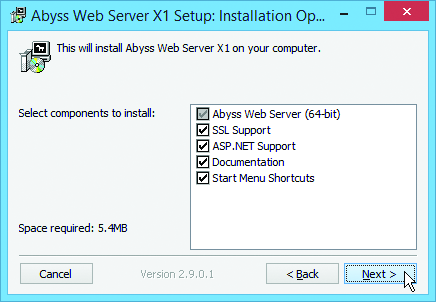 Abyss Web Server X1 Setup: Installation Op...
This will install Abyss Web Server X1 on your computer.
Select components to install:
Abyss Web Server (64-bit)
SSL Support
ASP.NET Support
Documentation
Start Menu Shortcuts
Space required: 5.4MB
Cancel
Version 2.9.0.1
< Back
Next >